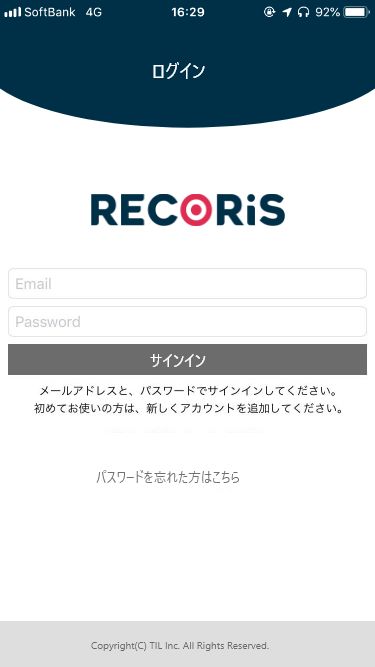 SoftBank 4G 16:29 92%
ログイン
RECORiS
Email
Password
サインイン
メールアドレスと、パスワードでサインインしてください。
初めてお使いの方は、新しくアカウントを追加してください。
パスワードを忘れた方はこちら
Copyright(C) TIL Inc. All Rights Reserved.